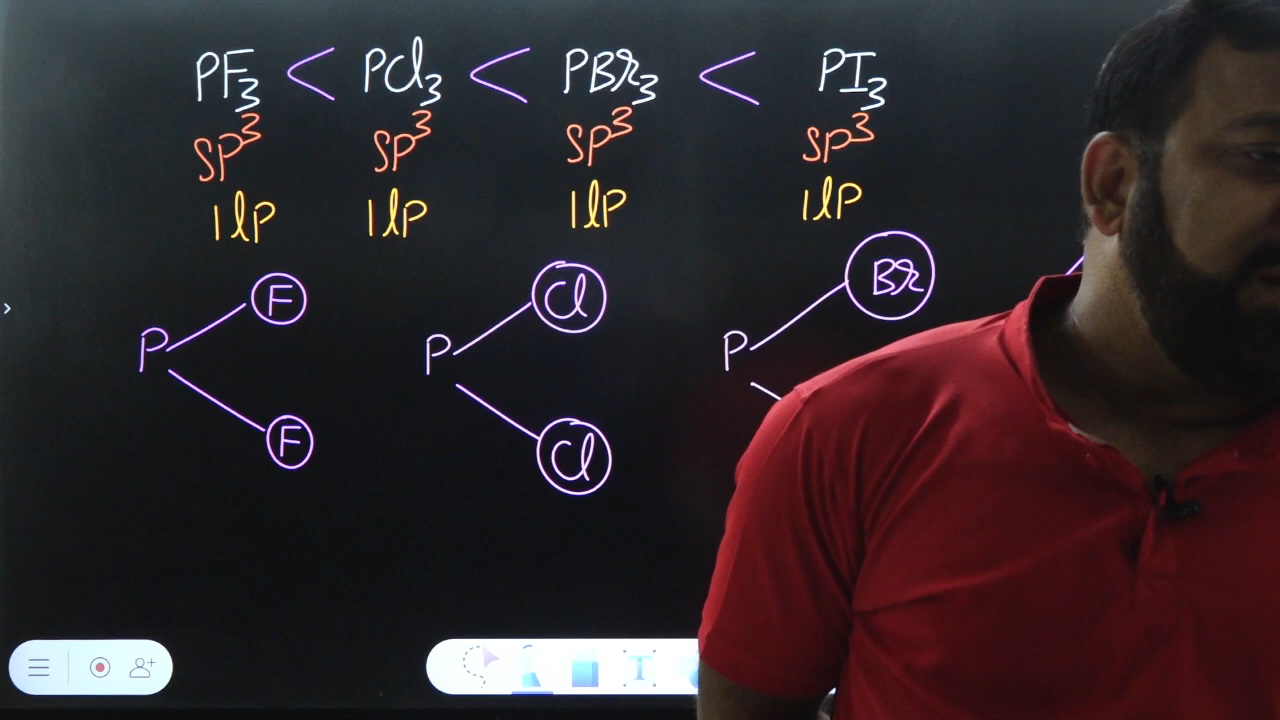 PF₃ < PCl₃ < PBr₃ < PI₃
sp³ sp³ sp³ sp³
1lp 1lp 1lp 1lp
P F F
P Cl Cl
P Br
T